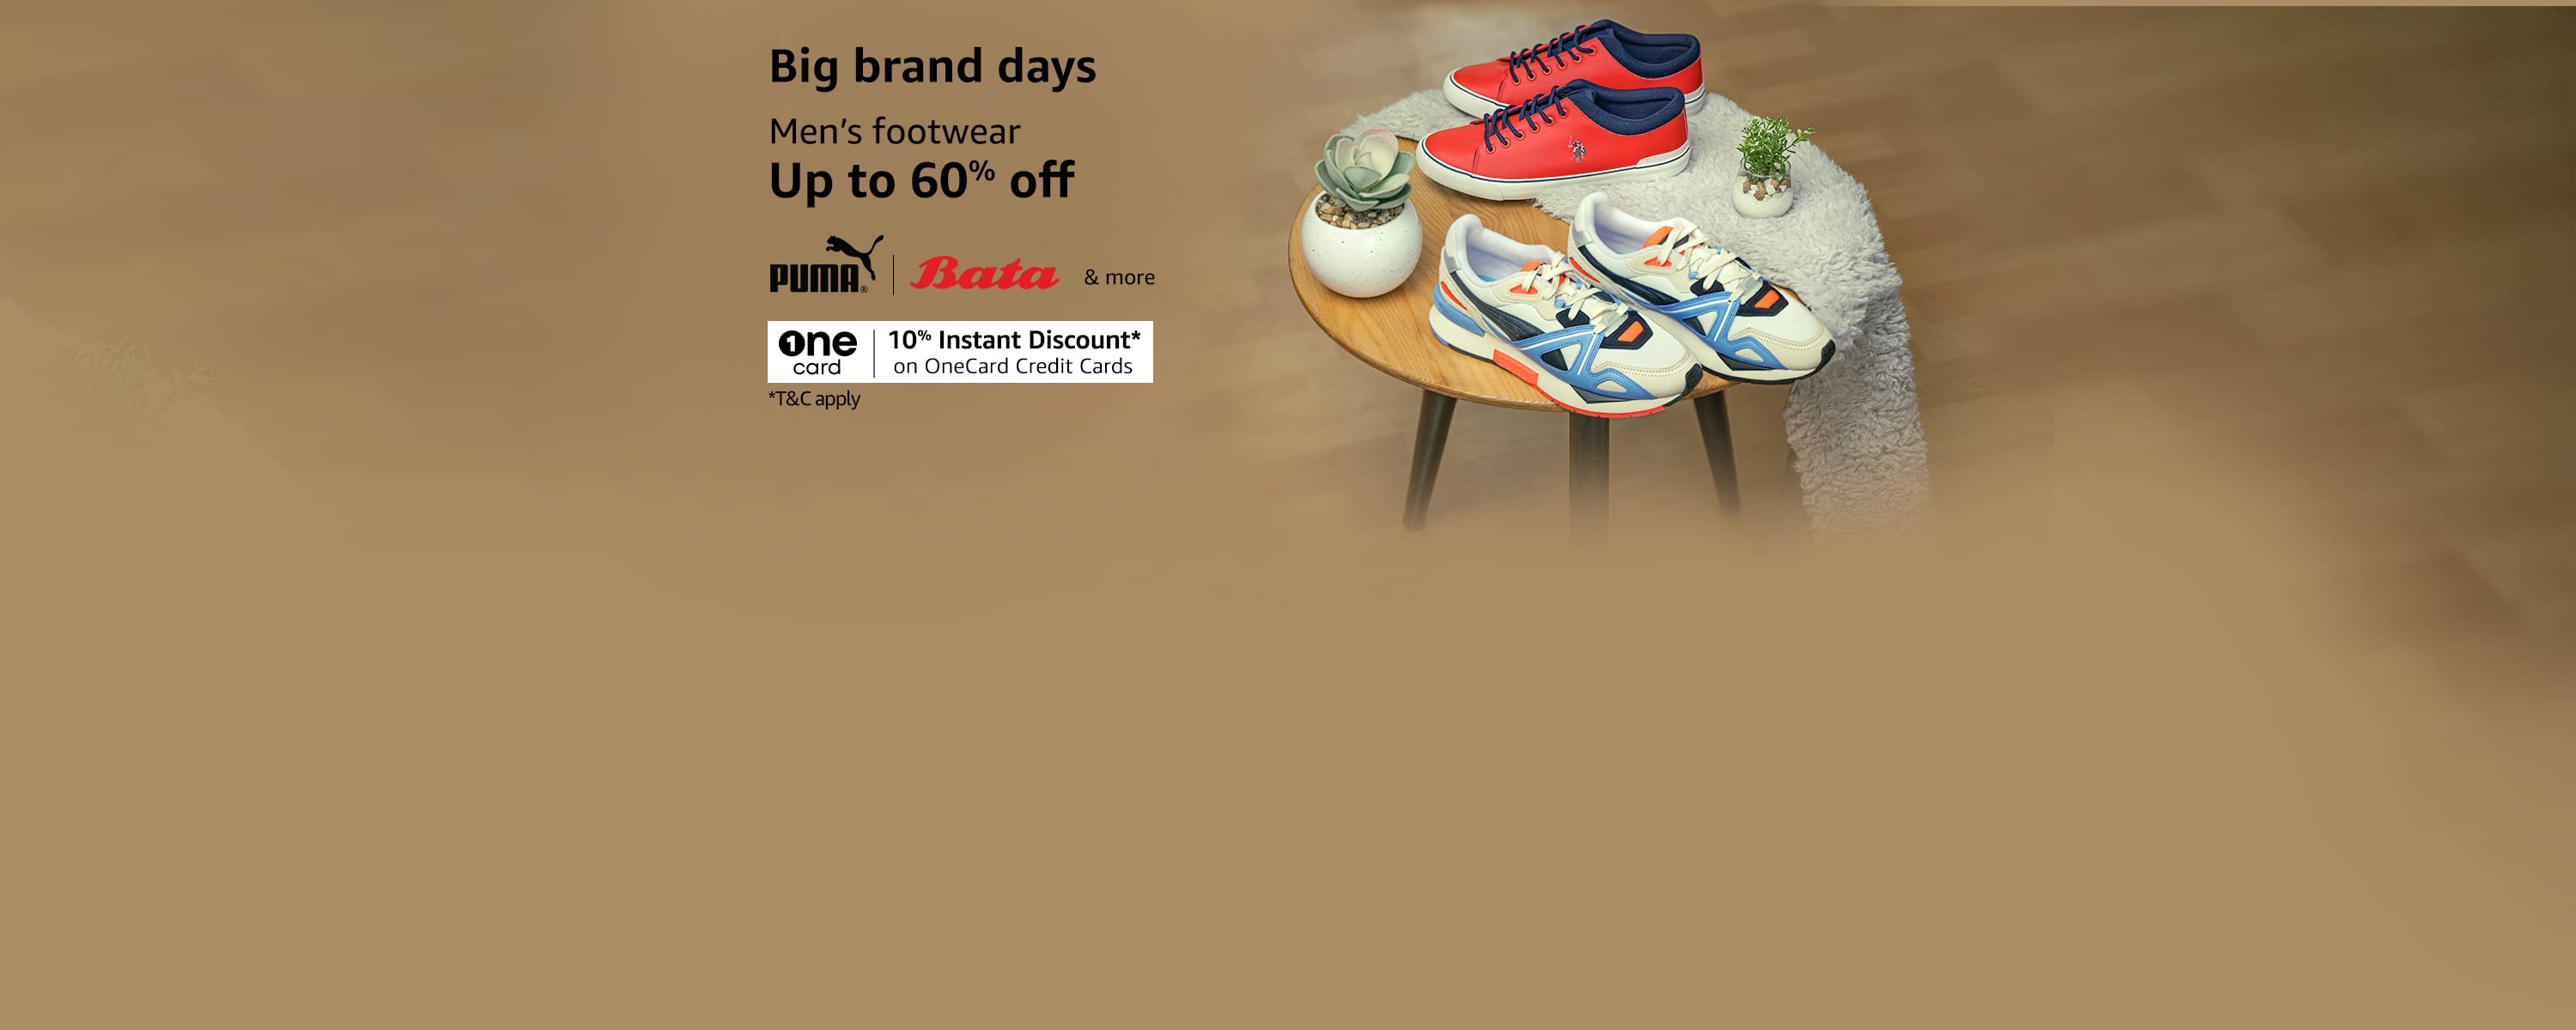 Big brand days
Men's footwear
Up to 60% off
PUMA® | Bata & more
1ne card | 10% Instant Discount*
on OneCard Credit Cards
*T&C apply